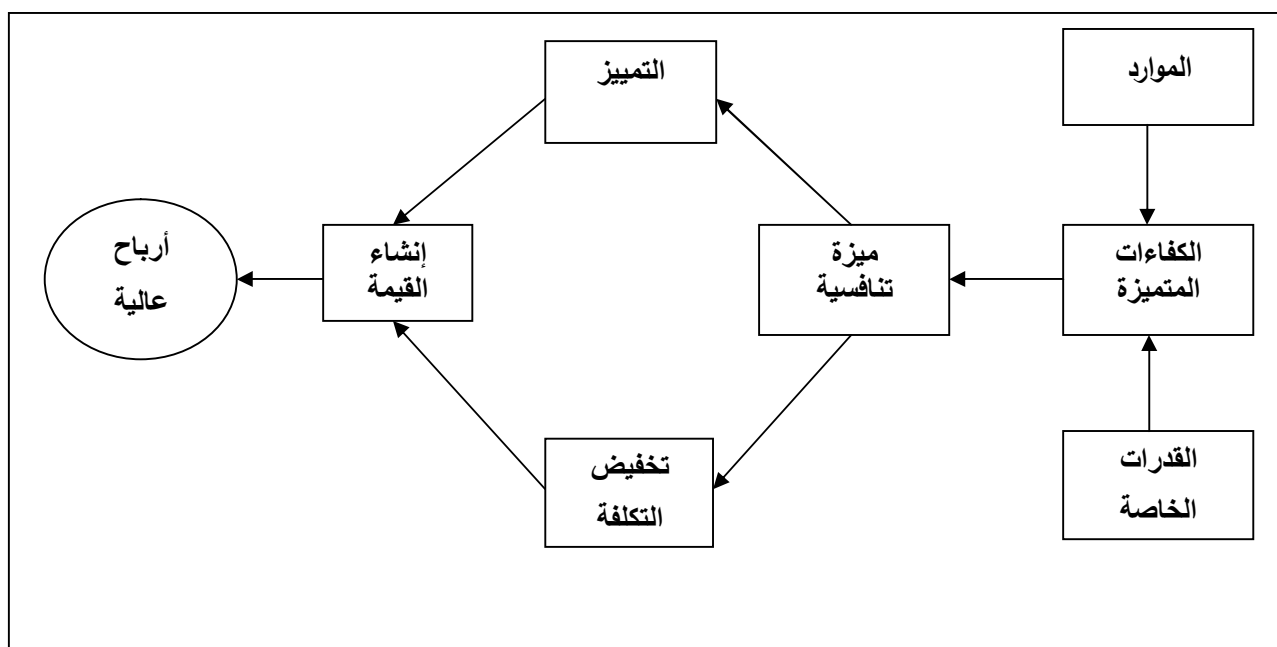 الموارد
التمييز
الكفاءات
المتميزة
ميزة
تنافسية
إنشاء
القيمة
أرباح
عالية
القدرات
الخاصة
تخفيض
التكلفة